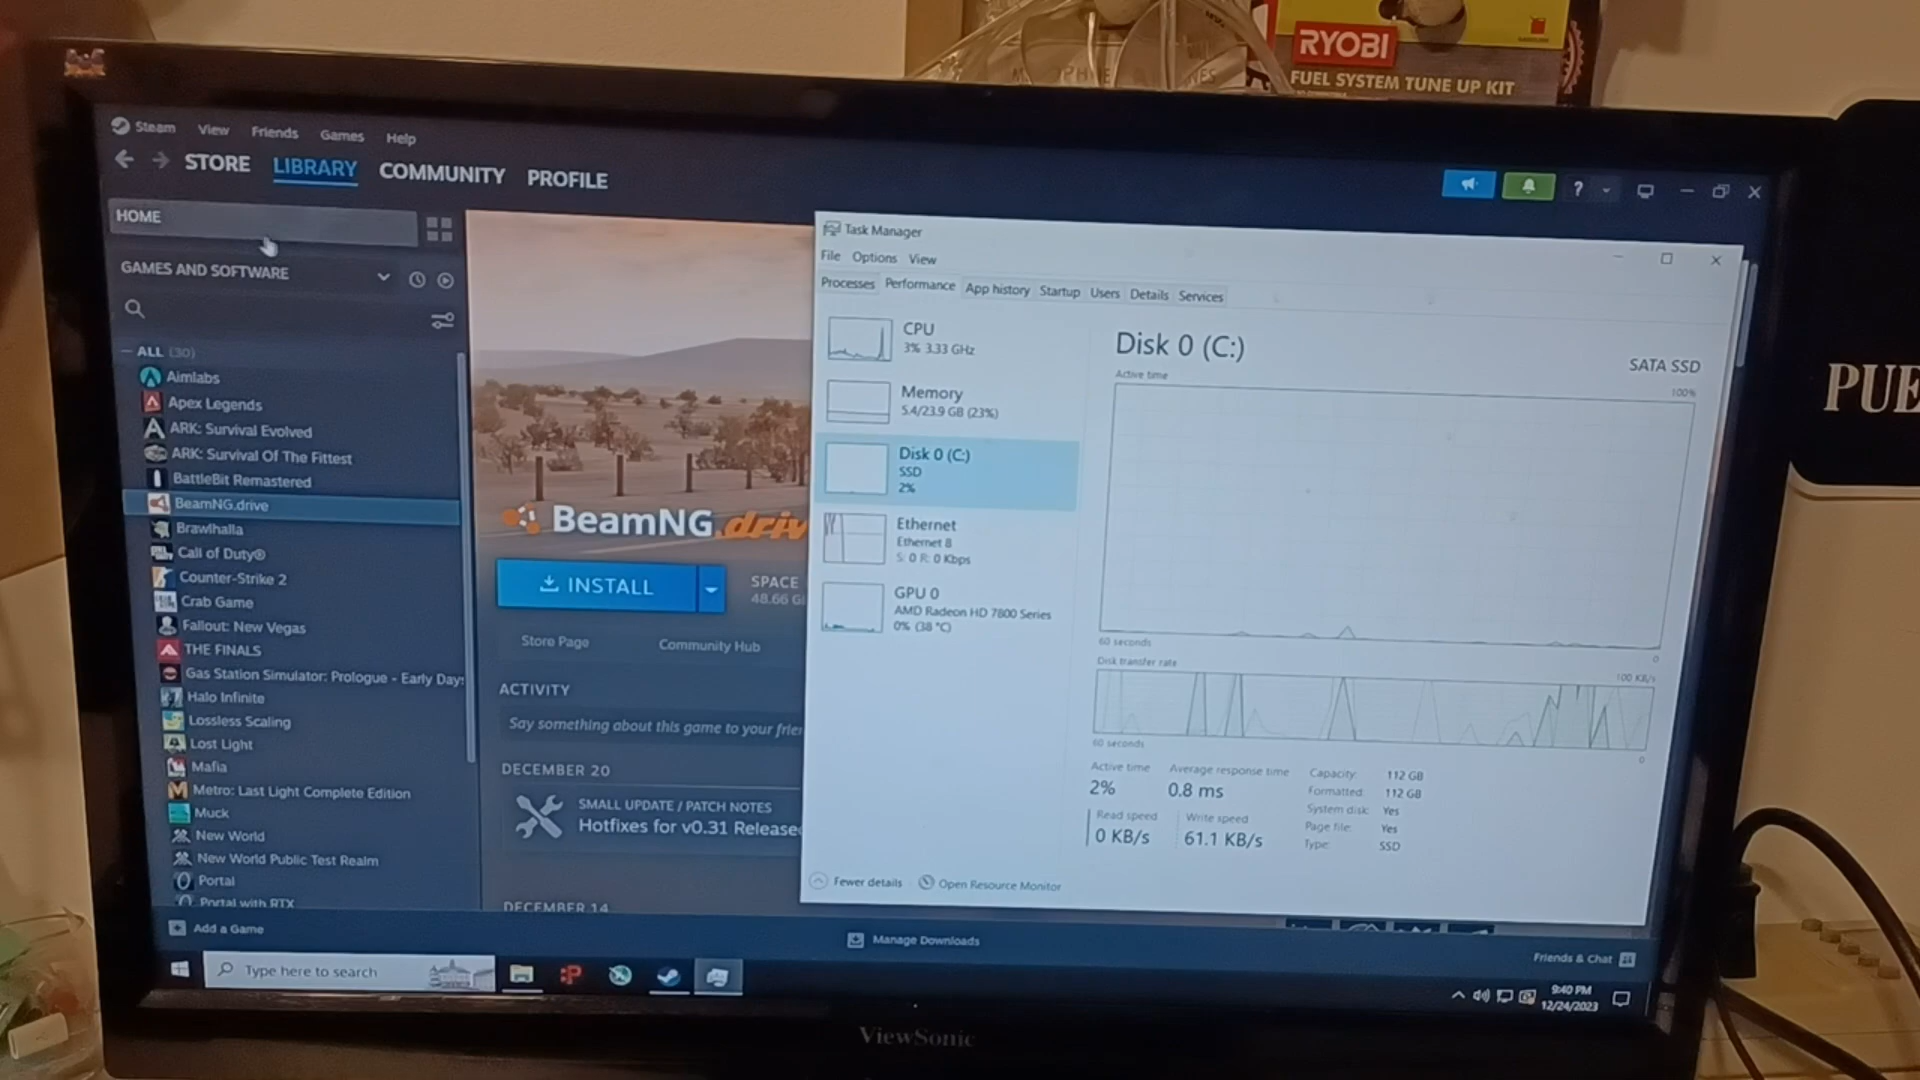 RYOBI
FUEL SYSTEM TUNE UP KIT
PUE
Steam View Friends Games Help
STORE LIBRARY COMMUNITY PROFILE
?
HOME
GAMES AND SOFTWARE
ALL (30)
Aimlabs
Apex Legends
ARK: Survival Evolved
ARK: Survival Of The Fittest
BattleBit Remastered
BeamNG.drive
Brawlhalla
Call of Duty®
Counter-Strike 2
Crab Game
Fallout: New Vegas
THE FINALS
Gas Station Simulator: Prologue - Early Days
Halo Infinite
Lossless Scaling
Lost Light
Mafia
Metro: Last Light Complete Edition
Muck
New World
New World Public Test Realm
Portal
Portal with RTX
Add a Game
BeamNG.driv
INSTALL
SPACE
48.66 G
Store Page Community Hub
ACTIVITY
Say something about this game to your frie
DECEMBER 20
SMALL UPDATE / PATCH NOTES
Hotfixes for v0.31 Released
DECEMBER 14
Task Manager
File Options View
Processes Performance App history Startup Users Details Services
CPU
3% 3.33 GHz
Memory
5.4/23.9 GB (23%)
Disk 0 (C:)
SSD
2%
Ethernet
Ethernet 8
S: 0 R: 0 Kbps
GPU 0
AMD Radeon HD 7800 Series
0% (38 °C)
Disk 0 (C:)
SATA SSD
Active time
100%
60 seconds
0
Disk transfer rate
100 KB/s
60 seconds
0
Active time
2%
Average response time
0.8 ms
Read speed
0 KB/s
Write speed
61.1 KB/s
Capacity: 112 GB
Formatted: 112 GB
System disk: Yes
Page file: Yes
Type: SSD
Fewer details Open Resource Monitor
Manage Downloads
Friends & Chat
Type here to search
9:40 PM
12/24/2023
ViewSonic